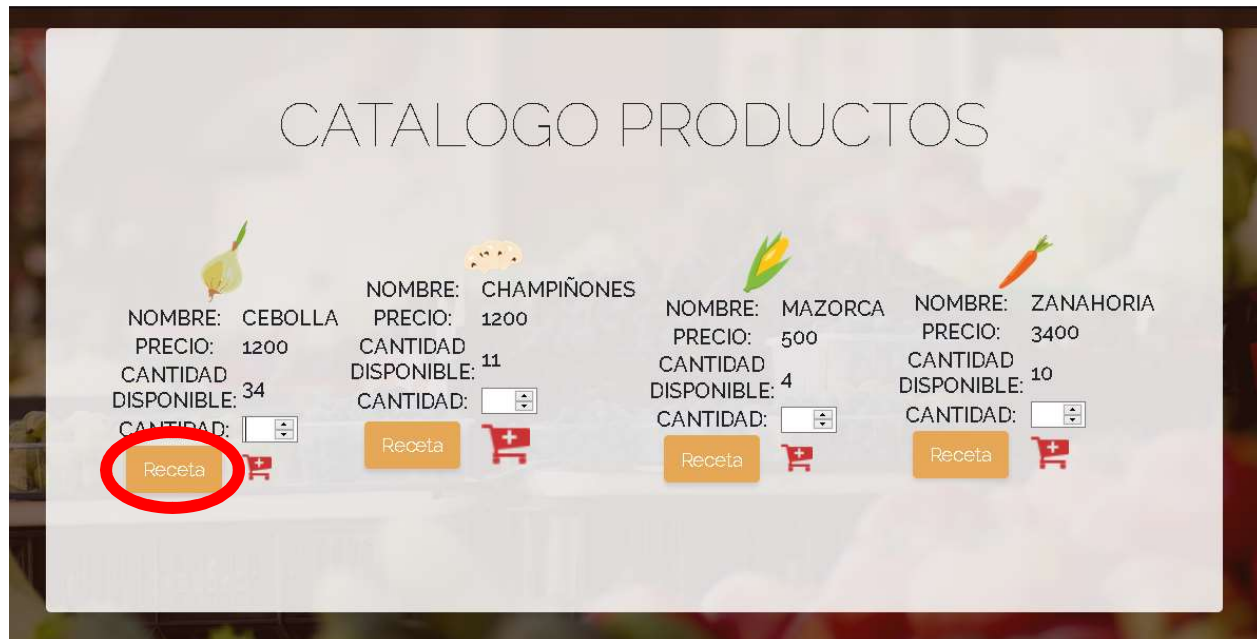 CATALOGO PRODUCTOS
NOMBRE: CEBOLLA
PRECIO: 1200
CANTIDAD
DISPONIBLE: 34
CANTIDAD:
Receta
NOMBRE: CHAMPIÑONES
PRECIO: 1200
CANTIDAD
DISPONIBLE: 11
CANTIDAD:
Receta
NOMBRE: MAZORCA
PRECIO: 500
CANTIDAD
DISPONIBLE: 4
CANTIDAD:
Receta
NOMBRE: ZANAHORIA
PRECIO: 3400
CANTIDAD
DISPONIBLE: 10
CANTIDAD:
Receta